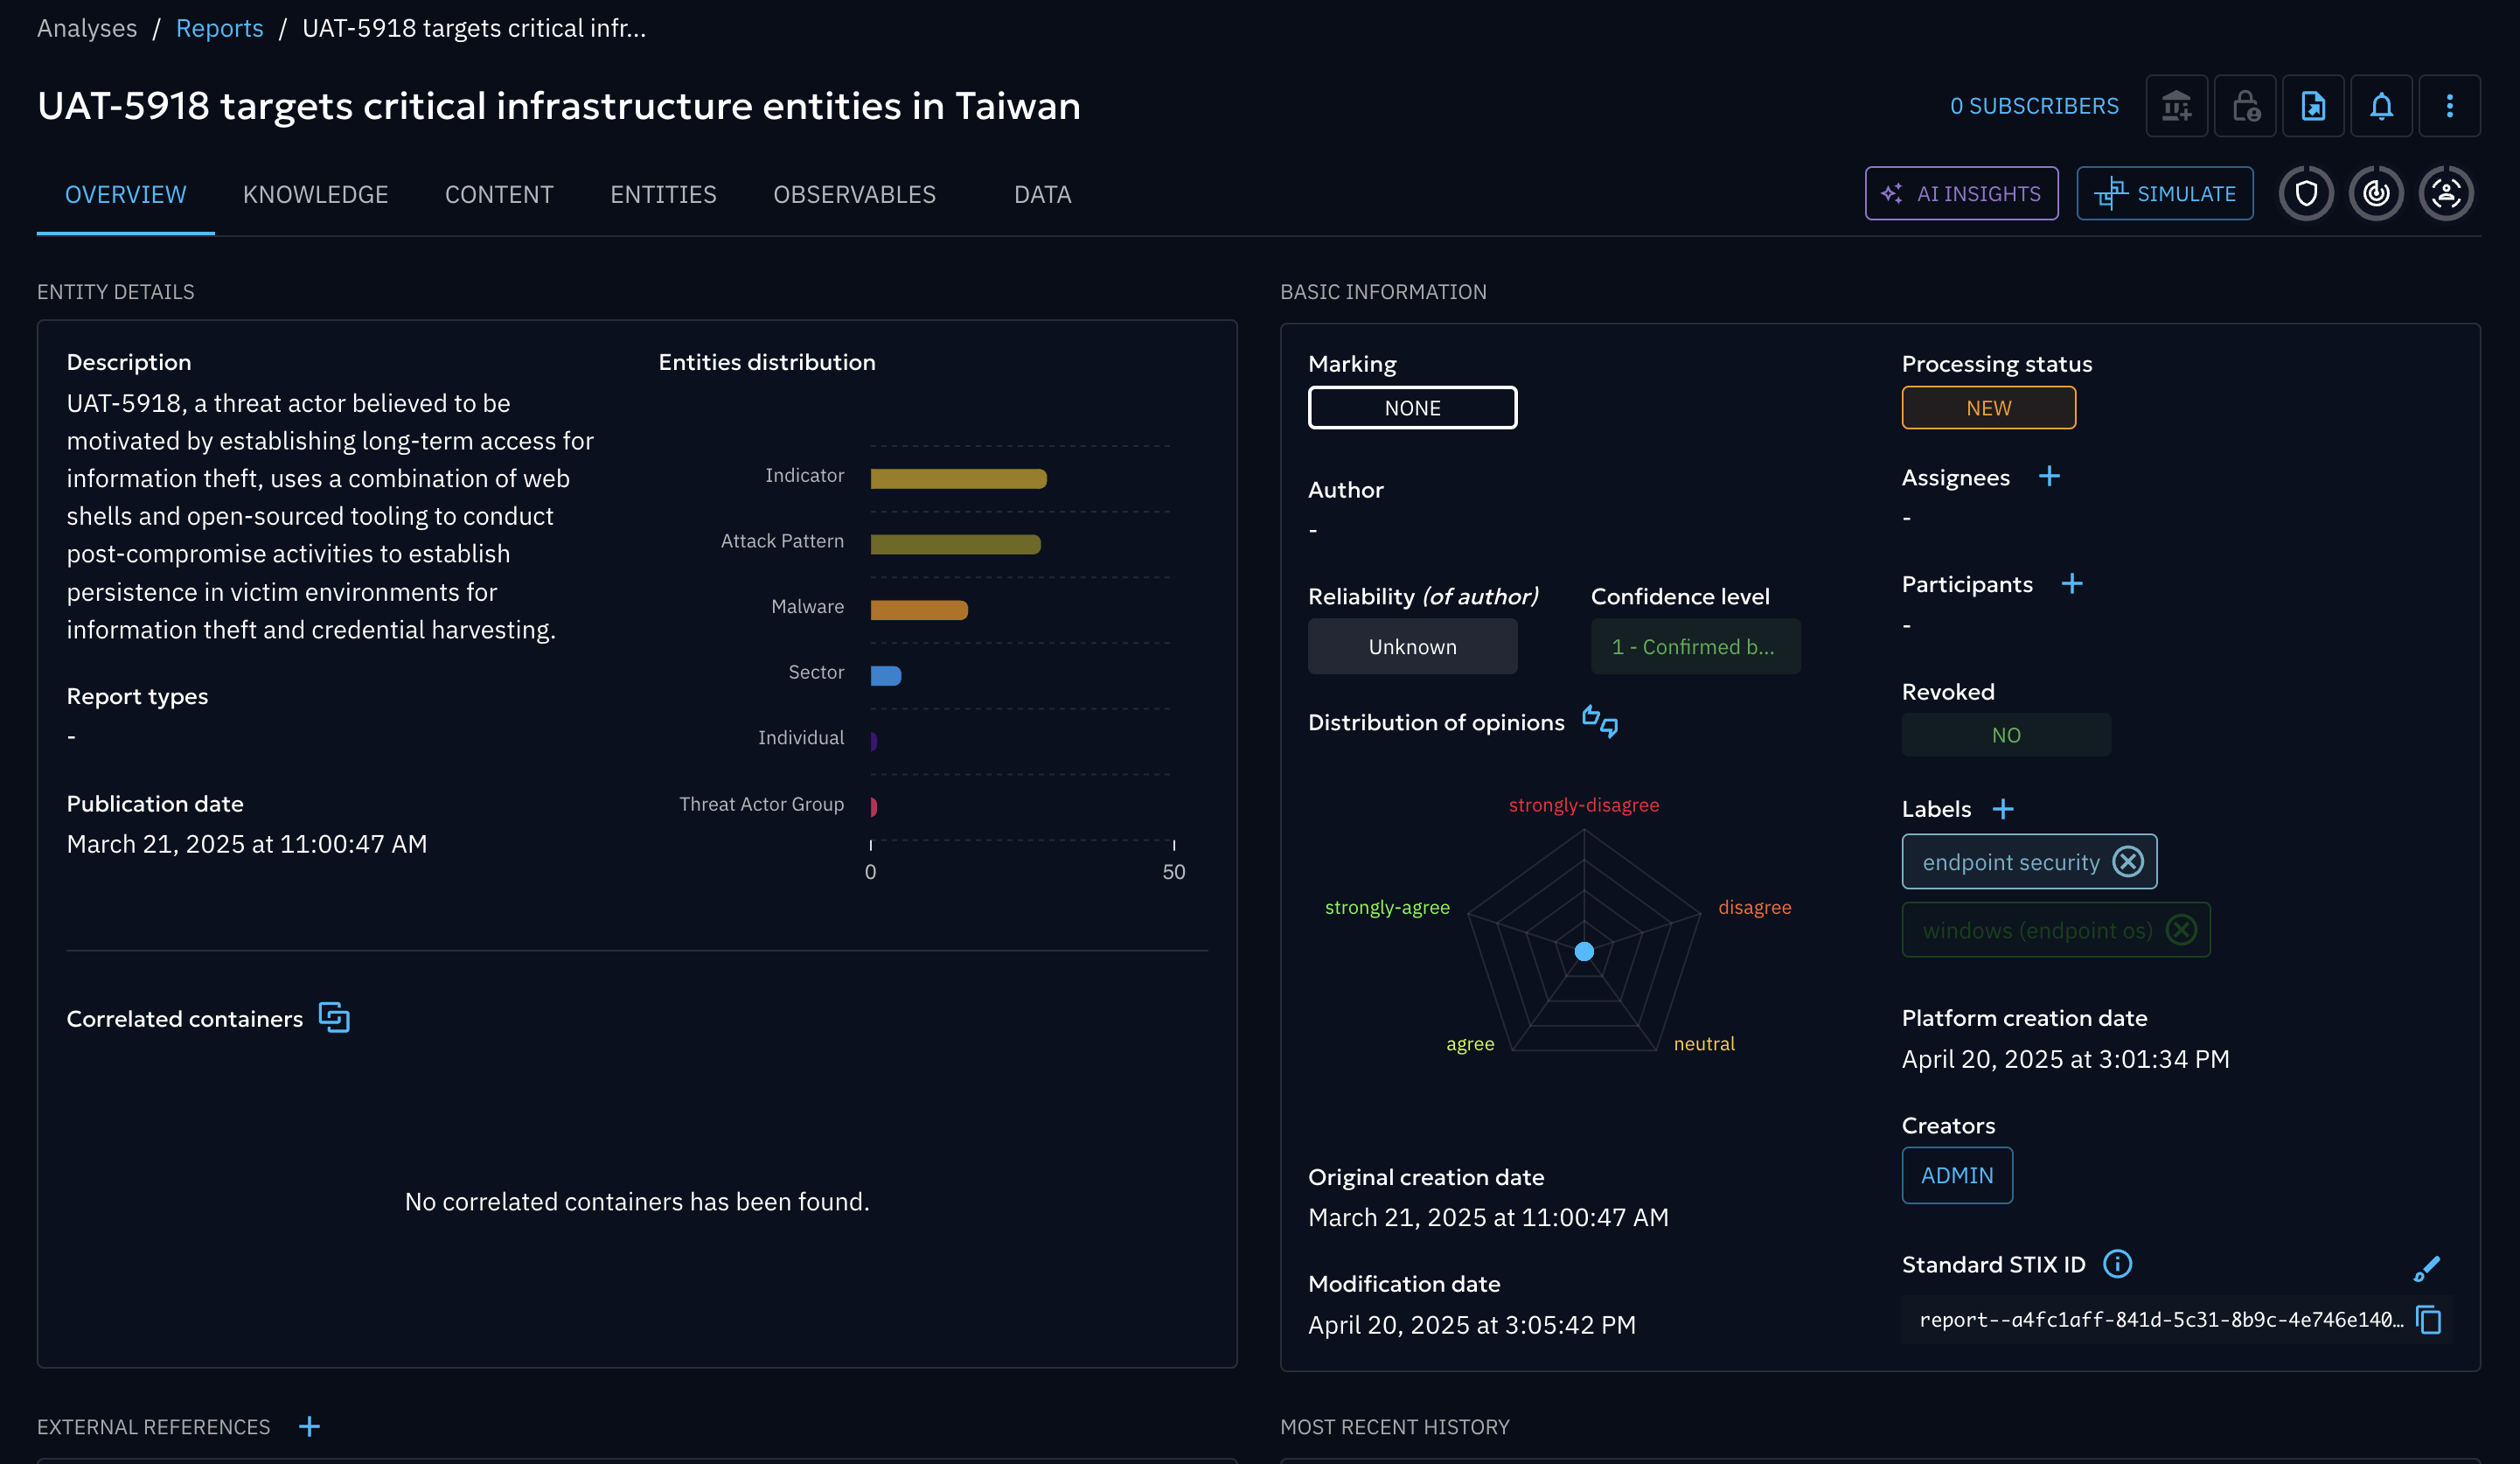 Analyses / Reports / UAT-5918 targets critical infr...
UAT-5918 targets critical infrastructure entities in Taiwan
0 SUBSCRIBERS
OVERVIEW KNOWLEDGE CONTENT ENTITIES OBSERVABLES DATA
AI INSIGHTS SIMULATE
ENTITY DETAILS
Description
UAT-5918, a threat actor believed to be
motivated by establishing long-term access for
information theft, uses a combination of web
shells and open-sourced tooling to conduct
post-compromise activities to establish
persistence in victim environments for
information theft and credential harvesting.
Report types
-
Publication date
March 21, 2025 at 11:00:47 AM
Entities distribution
Indicator
Attack Pattern
Malware
Sector
Individual
Threat Actor Group
0 50
Correlated containers
No correlated containers has been found.
BASIC INFORMATION
Marking
NONE
Author
-
Reliability (of author)
Unknown
Confidence level
1 - Confirmed b...
Distribution of opinions
strongly-disagree
strongly-agree
disagree
agree
neutral
Original creation date
March 21, 2025 at 11:00:47 AM
Modification date
April 20, 2025 at 3:05:42 PM
Processing status
NEW
Assignees
-
Participants
-
Revoked
NO
Labels
endpoint security
windows (endpoint os)
Platform creation date
April 20, 2025 at 3:01:34 PM
Creators
ADMIN
Standard STIX ID
report--a4fc1aff-841d-5c31-8b9c-4e746e140...
EXTERNAL REFERENCES
MOST RECENT HISTORY